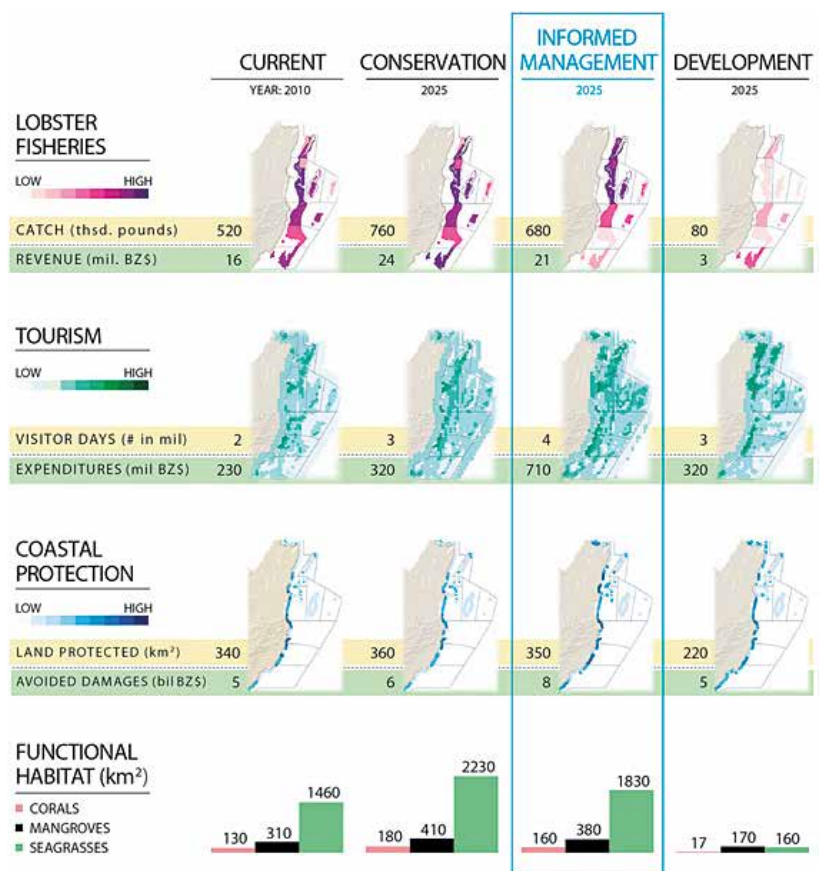 INFORMED
CURRENT CONSERVATION MANAGEMENT DEVELOPMENT
YEAR: 2010 2025 2025 2025
LOBSTER
FISHERIES
LOW HIGH
CATCH (thsd. pounds) 520 760 680 80
REVENUE (mil. BZ$) 16 24 21 3
TOURISM
LOW HIGH
VISITOR DAYS (# in mil) 2 3 4 3
EXPENDITURES (mil BZ$) 230 320 710 320
COASTAL
PROTECTION
LOW HIGH
LAND PROTECTED (km²) 340 360 350 220
AVOIDED DAMAGES (bil BZ$) 5 6 8 5
FUNCTIONAL
HABITAT (km²)
CORALS
MANGROVES
SEAGRASSES
130 310 1460
180 410 2230
160 380 1830
17 170 160